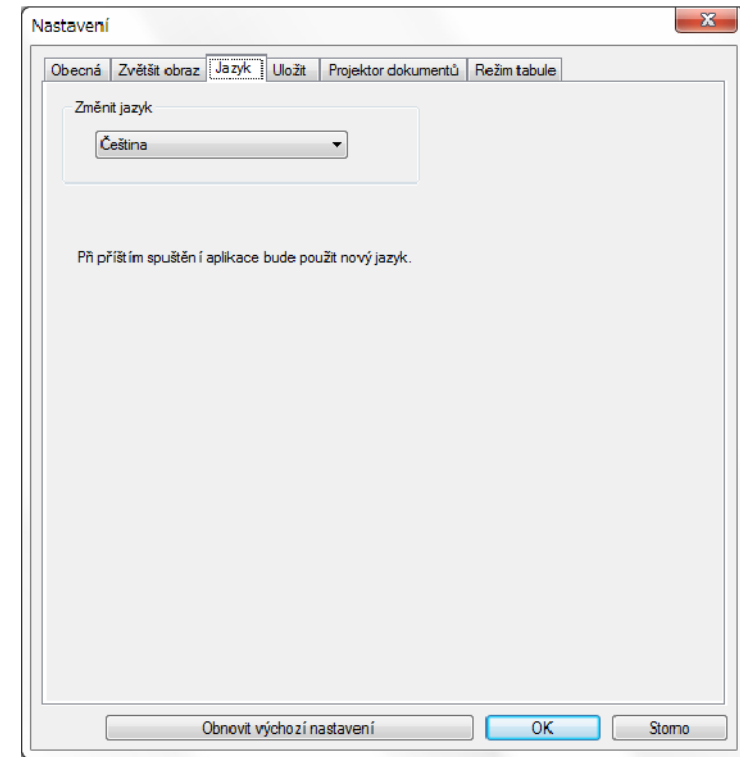 Nastavení
Obecná Zvětšit obraz Jazyk Uložit Projektor dokumentů Režim tabule
Změnit jazyk
Čeština
Při příštím spuštění aplikace bude použit nový jazyk.
Obnovit výchozí nastavení OK Storno